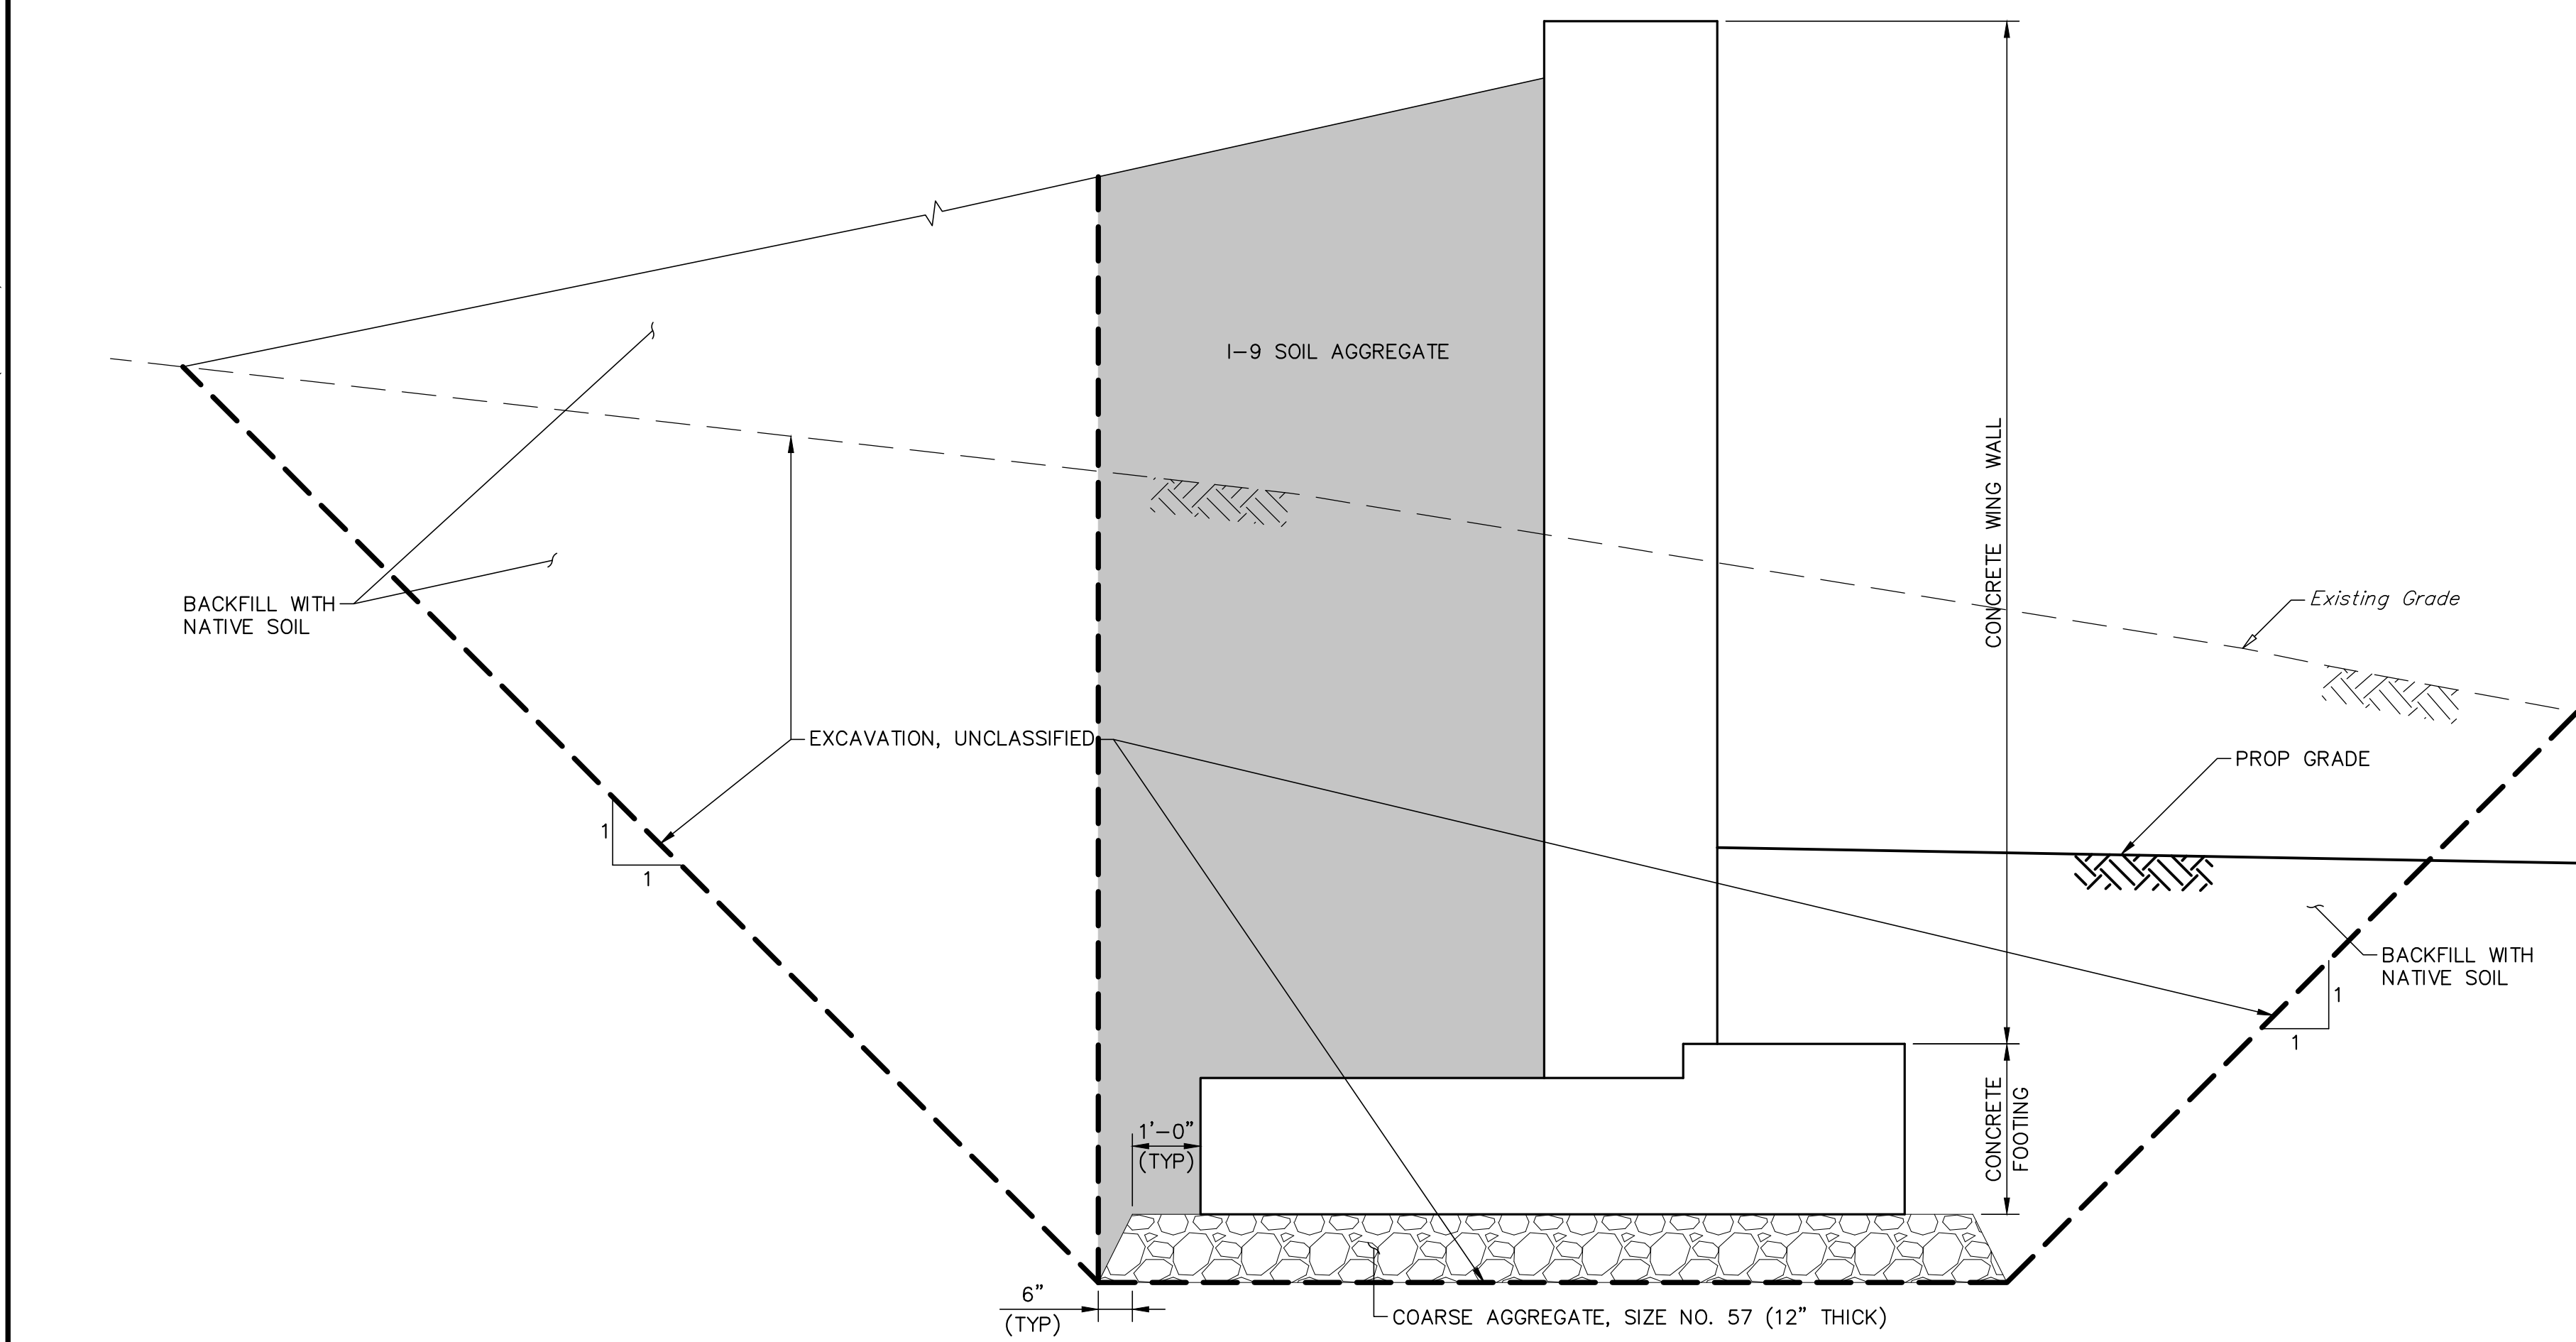 I-9 SOIL AGGREGATE
CONCRETE WING WALL
Existing Grade
BACKFILL WITH
NATIVE SOIL
EXCAVATION, UNCLASSIFIED
PROP GRADE
1
1
BACKFILL WITH
NATIVE SOIL
1
1
CONCRETE
FOOTING
1'-0"
(TYP)
6"
(TYP)
COARSE AGGREGATE, SIZE NO. 57 (12" THICK)